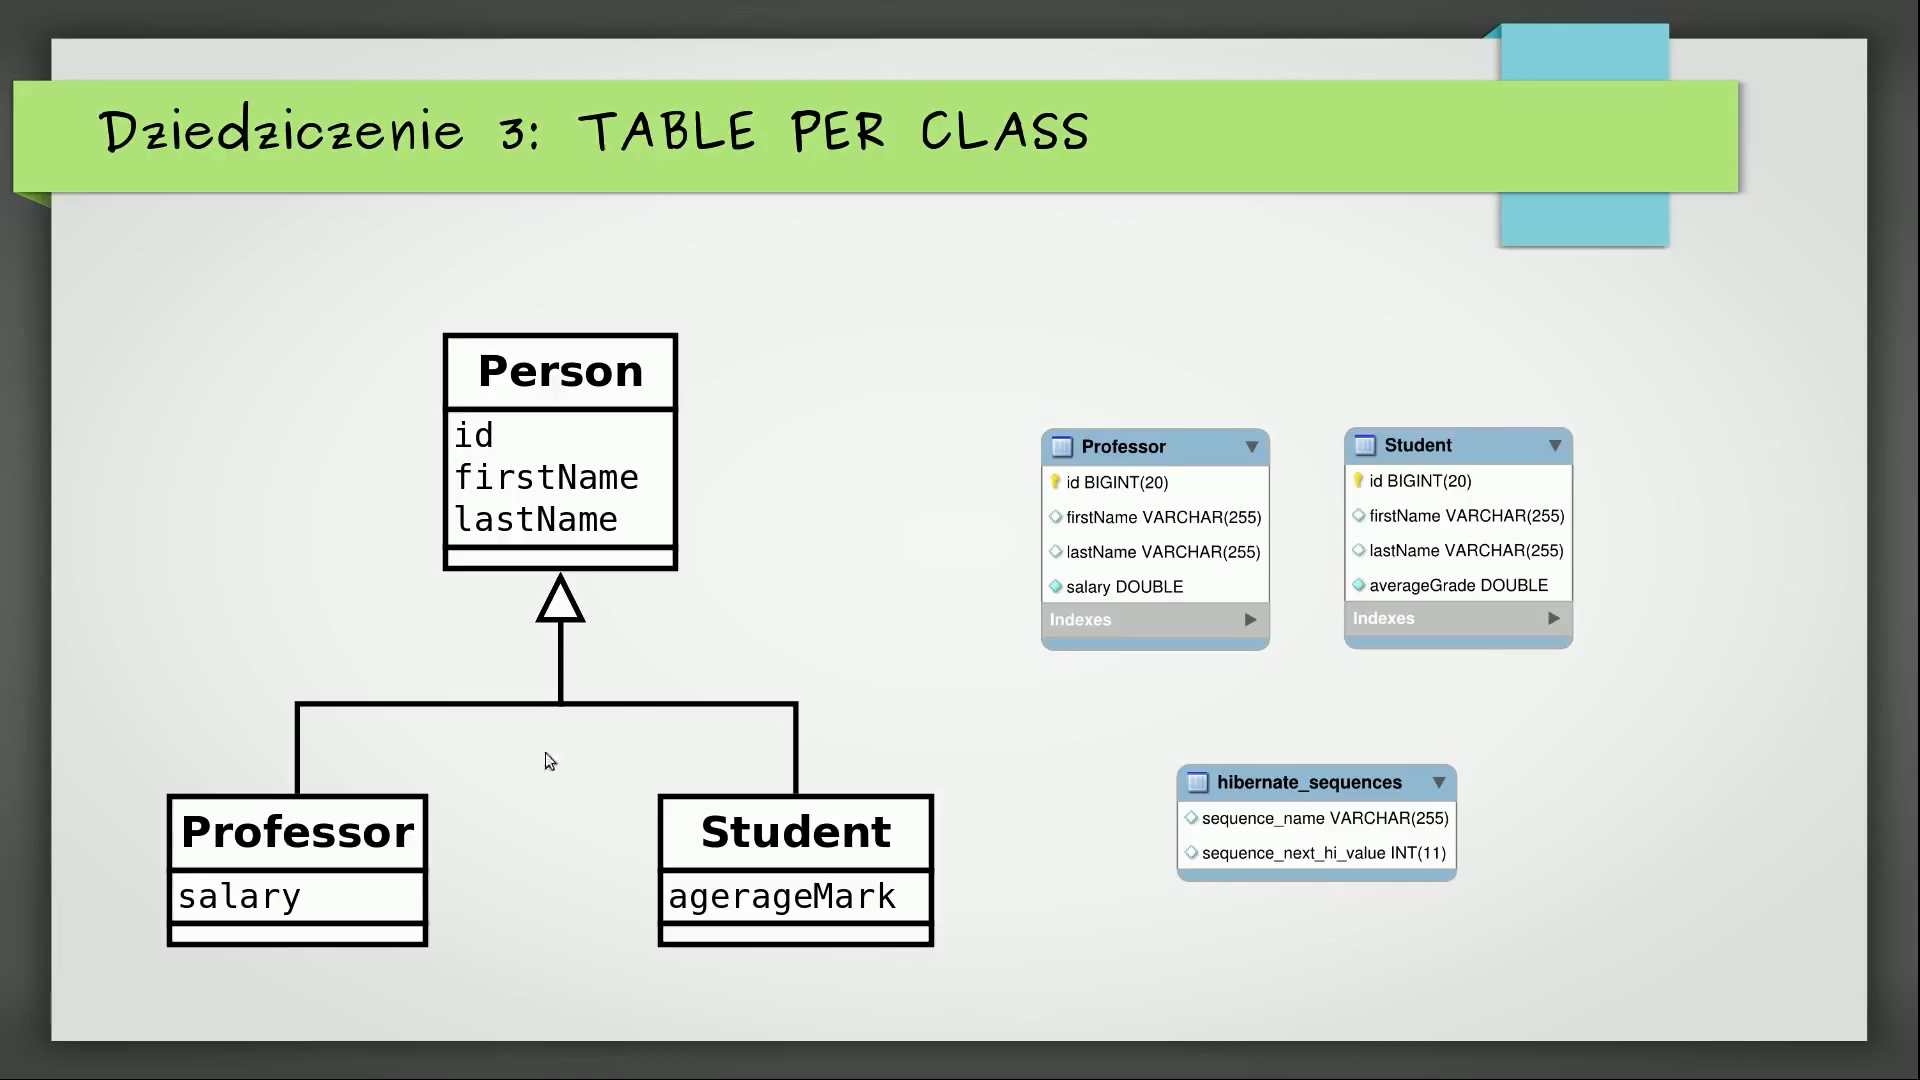 Dziedziczenie 3: TABLE PER CLASS
Person
id
firstName
lastName
Professor
salary
Student
agerageMark
Professor
id BIGINT(20)
firstName VARCHAR(255)
lastName VARCHAR(255)
salary DOUBLE
Indexes
Student
id BIGINT(20)
firstName VARCHAR(255)
lastName VARCHAR(255)
averageGrade DOUBLE
Indexes
hibernate_sequences
sequence_name VARCHAR(255)
sequence_next_hi_value INT(11)